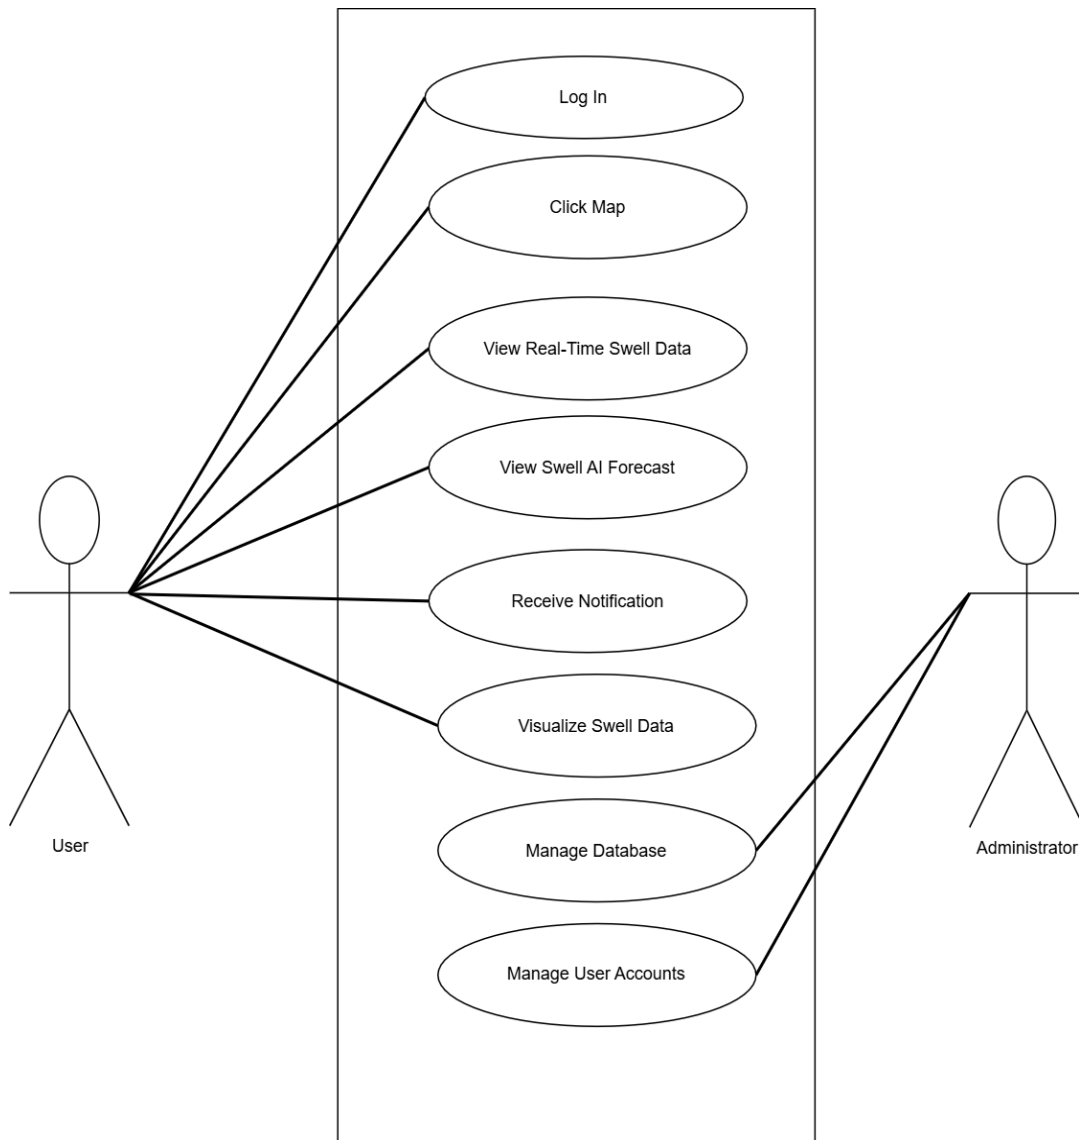 Log In
Click Map
View Real-Time Swell Data
View Swell AI Forecast
Receive Notification
Visualize Swell Data
Manage Database
Manage User Accounts
User
Administrator